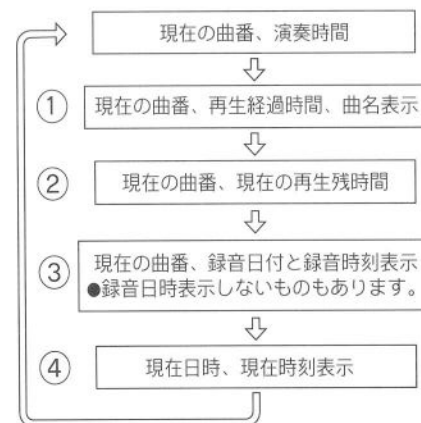 現在の曲番、演奏時間
① 現在の曲番、再生経過時間、曲名表示
② 現在の曲番、現在の再生残時間
③ 現在の曲番、録音日付と録音時刻表示
●録音日時表示しないものもあります。
④ 現在日時、現在時刻表示